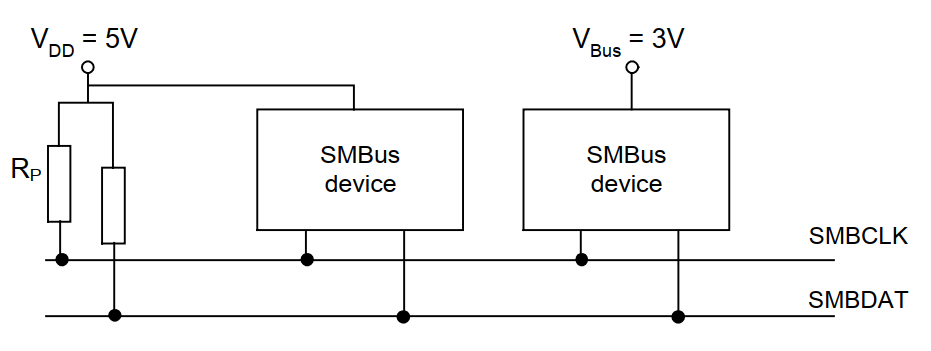 VDD = 5V
VBus = 3V
RP
SMBus
device
SMBus
device
SMBCLK
SMBDAT